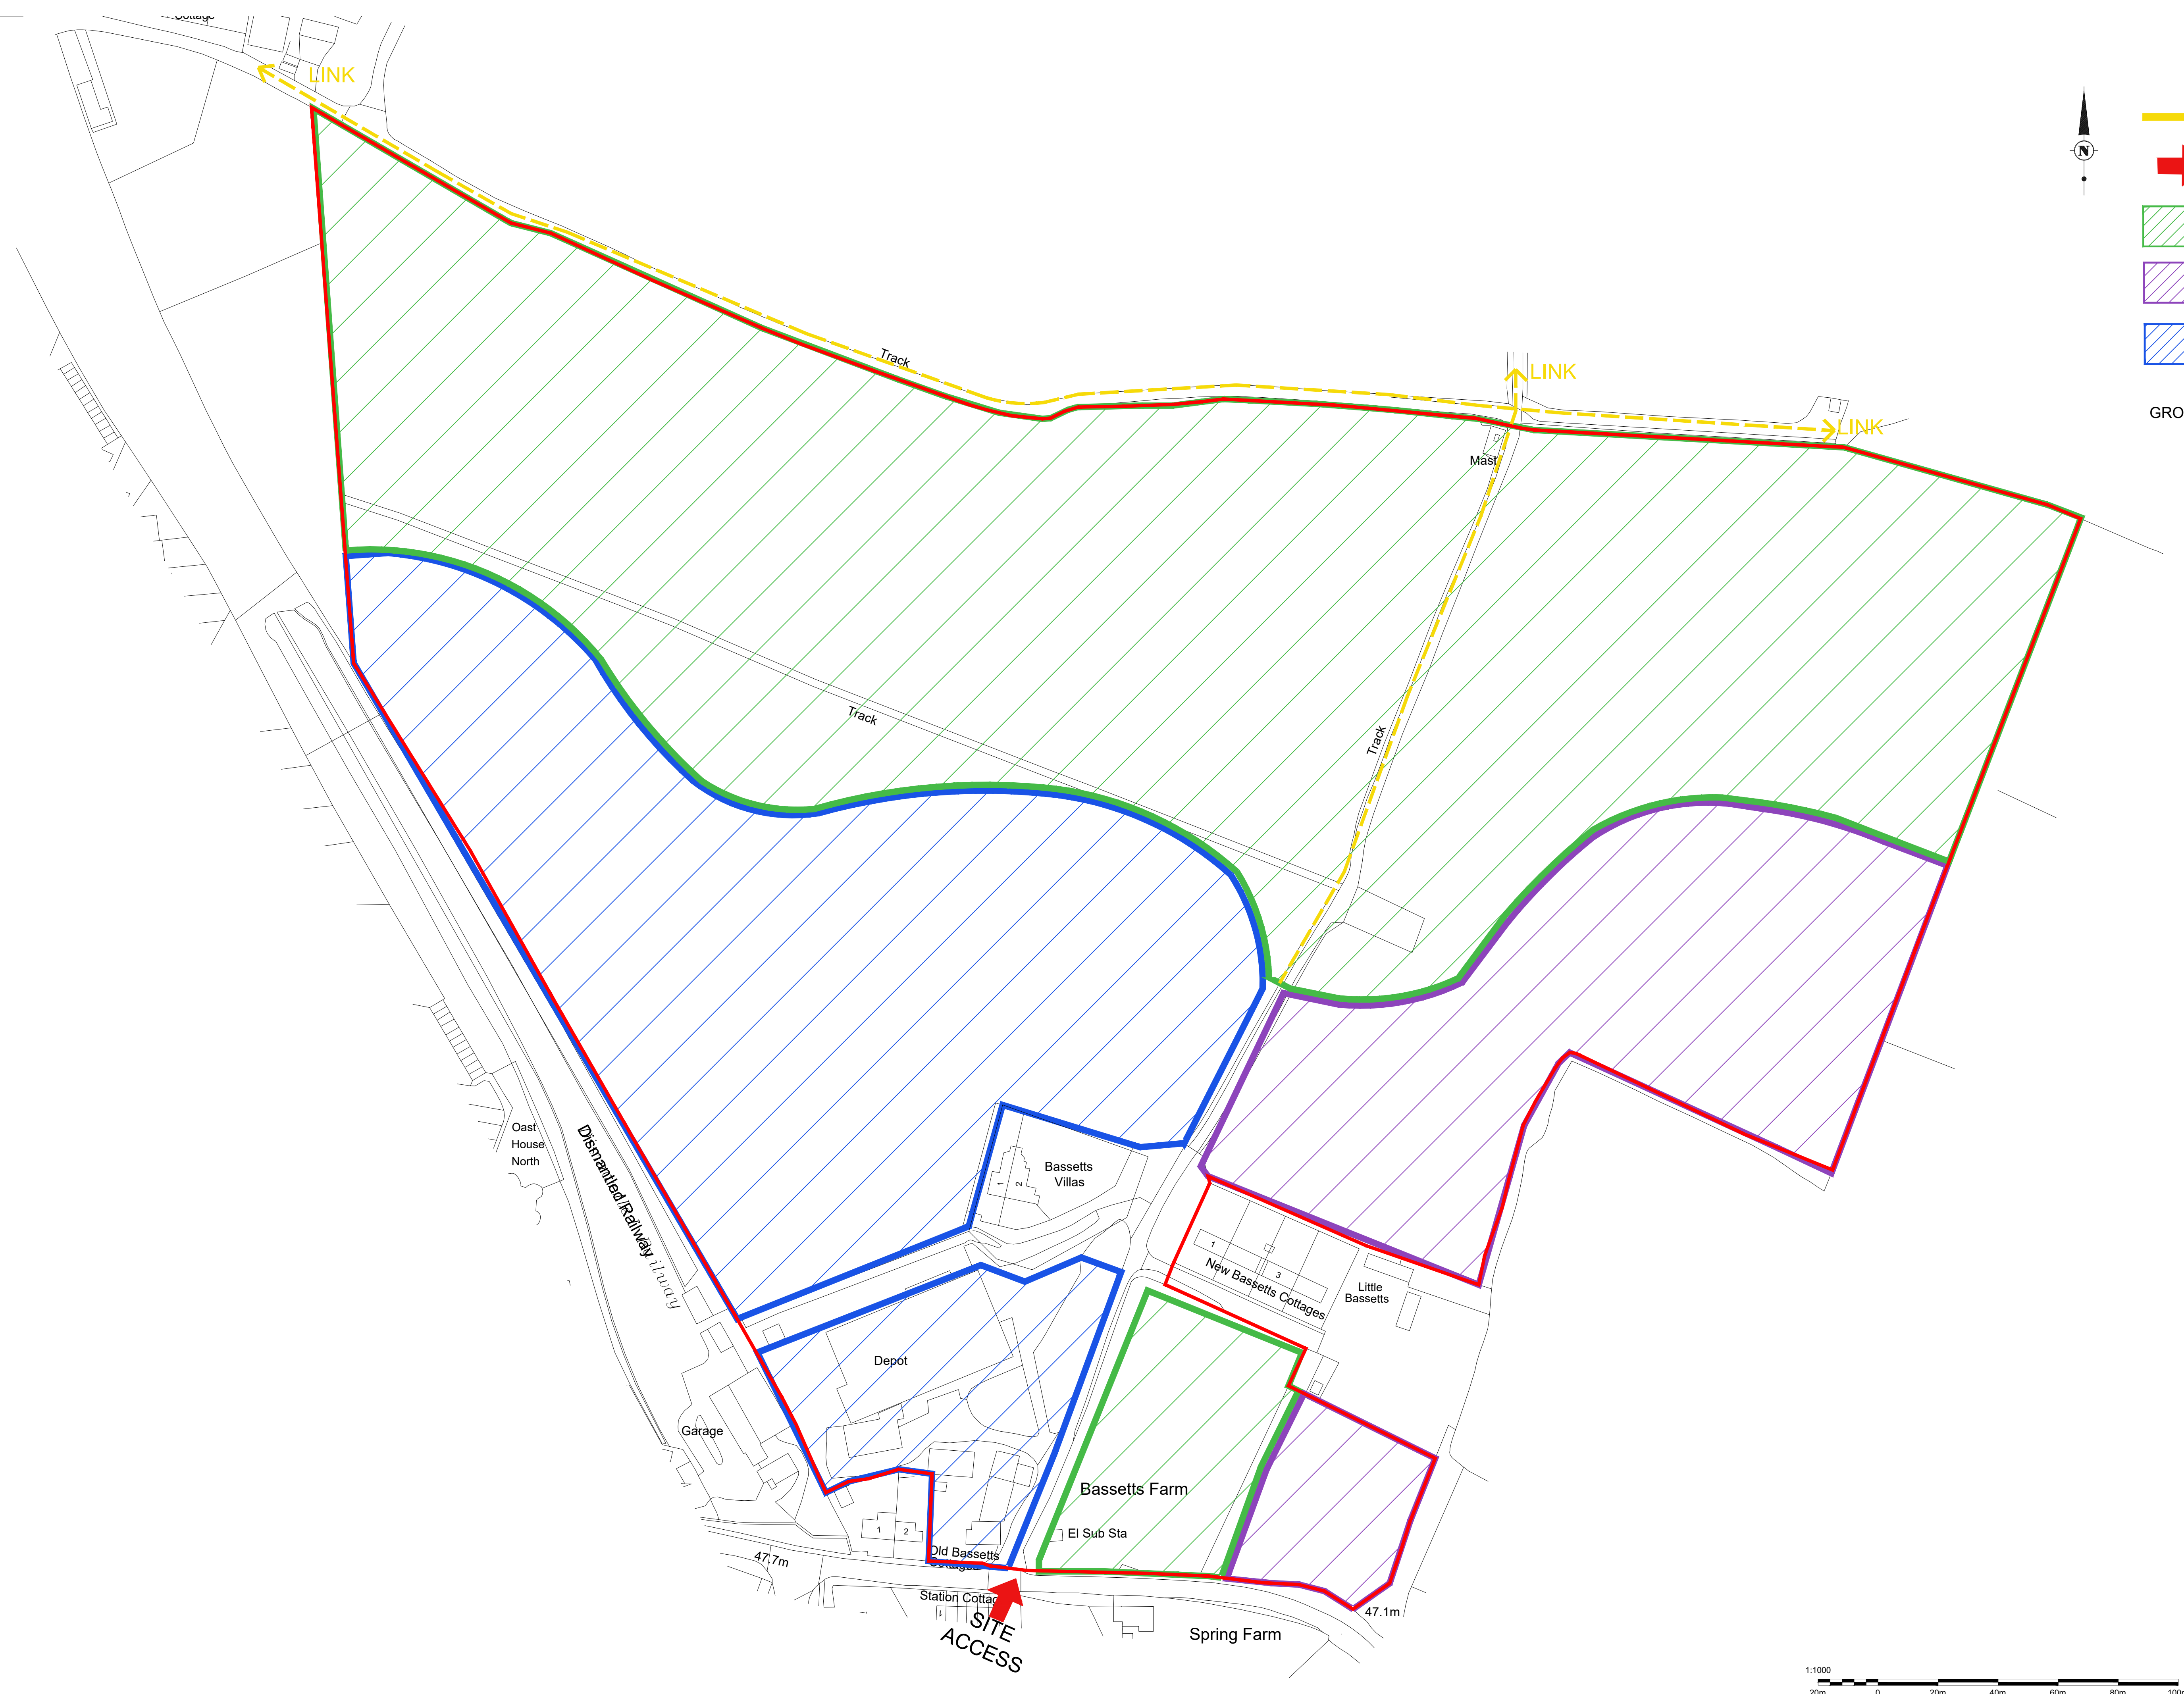 LINK
N
Track
LINK
LINK
GRO
Mast
Track
Track
Oast
House
North
Dismantled Railway
Bassetts
Villas
1
2
1
3
New Bassetts Cottages
Little
Bassetts
Depot
Garage
Bassetts Farm
El Sub Sta
1
2
Old Bassetts
47.7m
Station
47.1m
SITE
ACCESS
Spring Farm
1:1000
20m 0 20m 40m 60m 80m